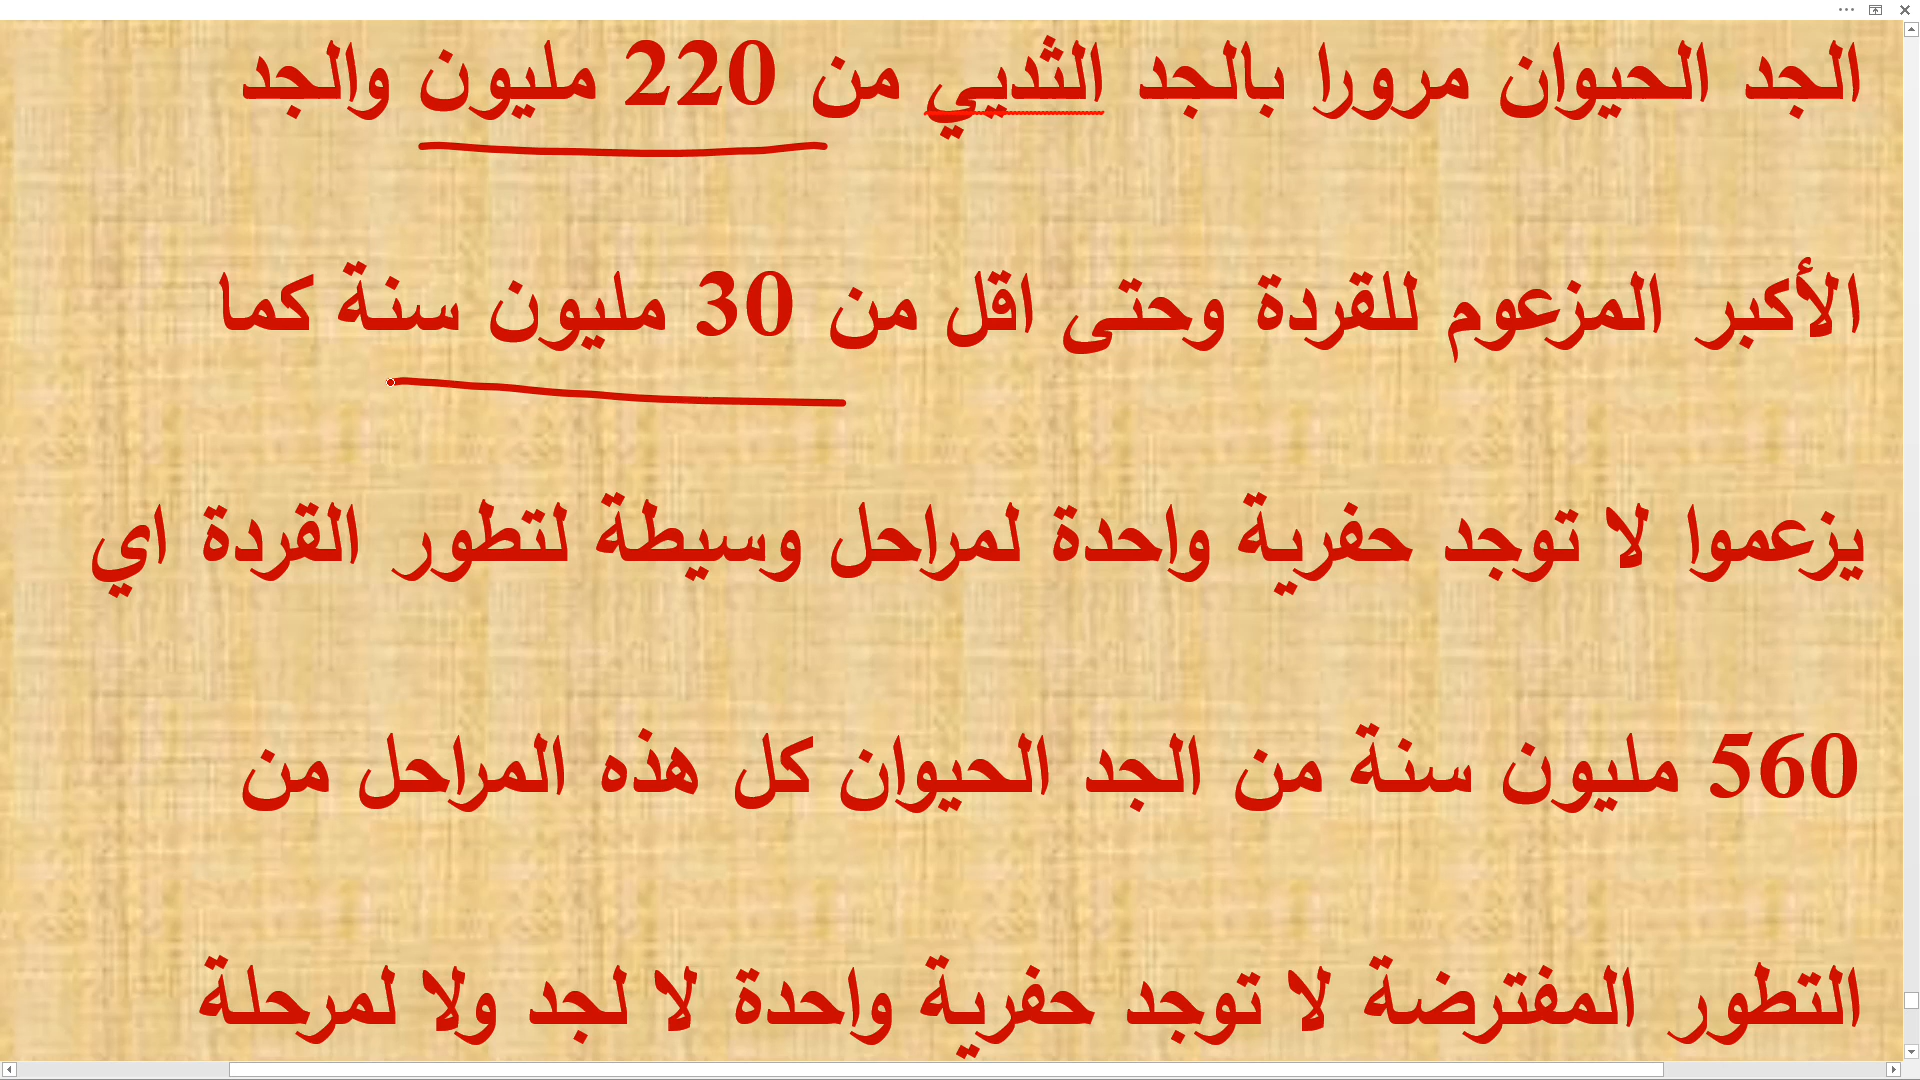 الجد الحيوان مرورا بالجد الثديي من 220 مليون والجد
الأكبر المزعوم للقردة وحتى اقل من 30 مليون سنة كما
يزعموا لا توجد حفرية واحدة لمراحل وسيطة لتطور القردة اي
560 مليون سنة من الجد الحيوان كل هذه المراحل من
التطور المفترضة لا توجد حفرية واحدة لا لجد ولا لمرحلة